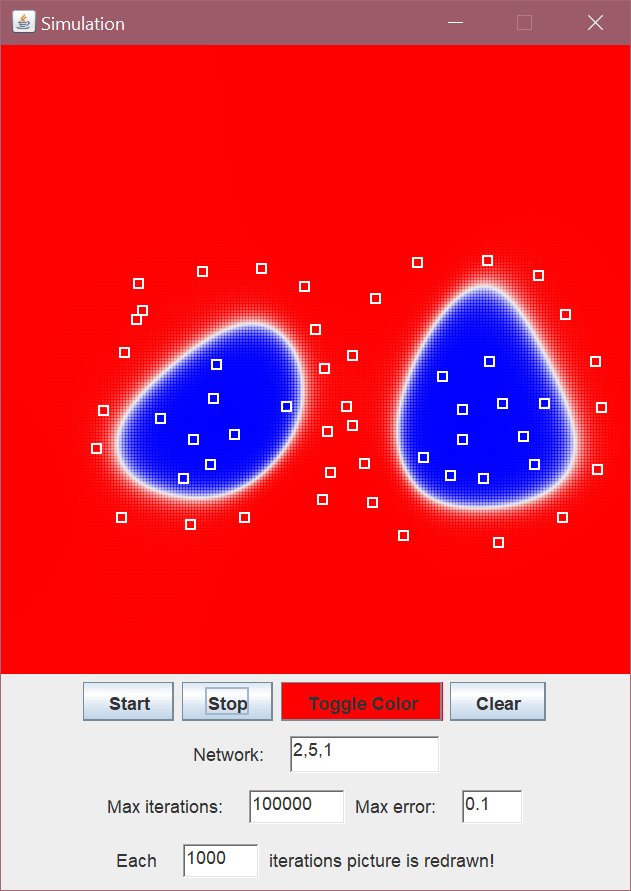 Simulation
Start Stop Toggle Color Clear
Network: 2,5,1
Max iterations: 100000 Max error: 0.1
Each 1000 iterations picture is redrawn!